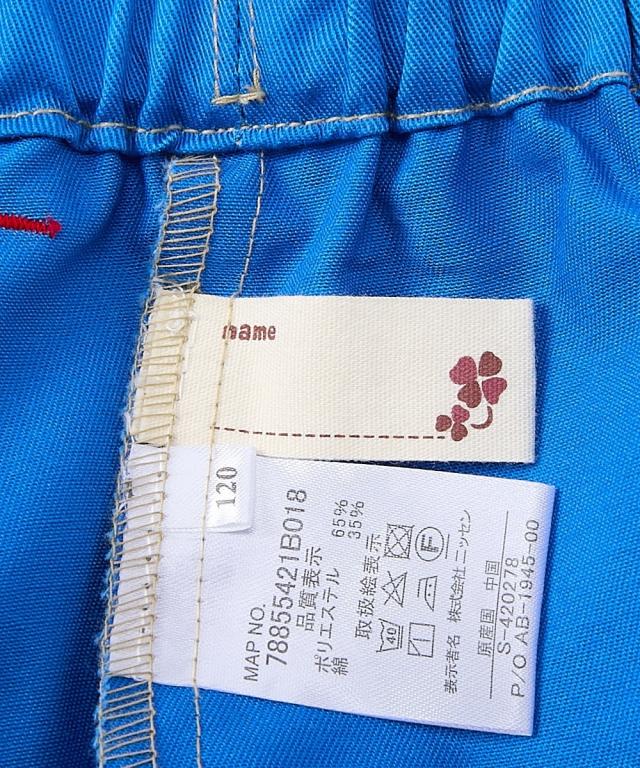 name
120
MAP NO.
78855421B018
品質表示
ポリエステル 65%
綿 35%
取扱絵表示
40
F
表示者名 株式会社ニッセン
原産国 中国
S-420278
P/O AB-1945-00